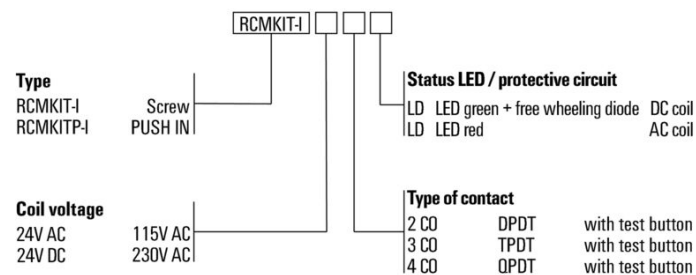 RCMKIT-I
Type
RCMKIT-I Screw
RCMKITP-I PUSH IN
Status LED / protective circuit
LD LED green + free wheeling diode DC coil
LD LED red AC coil
Coil voltage
24V AC 115V AC
24V DC 230V AC
Type of contact
2 CO DPDT with test button
3 CO TPDT with test button
4 CO QPDT with test button